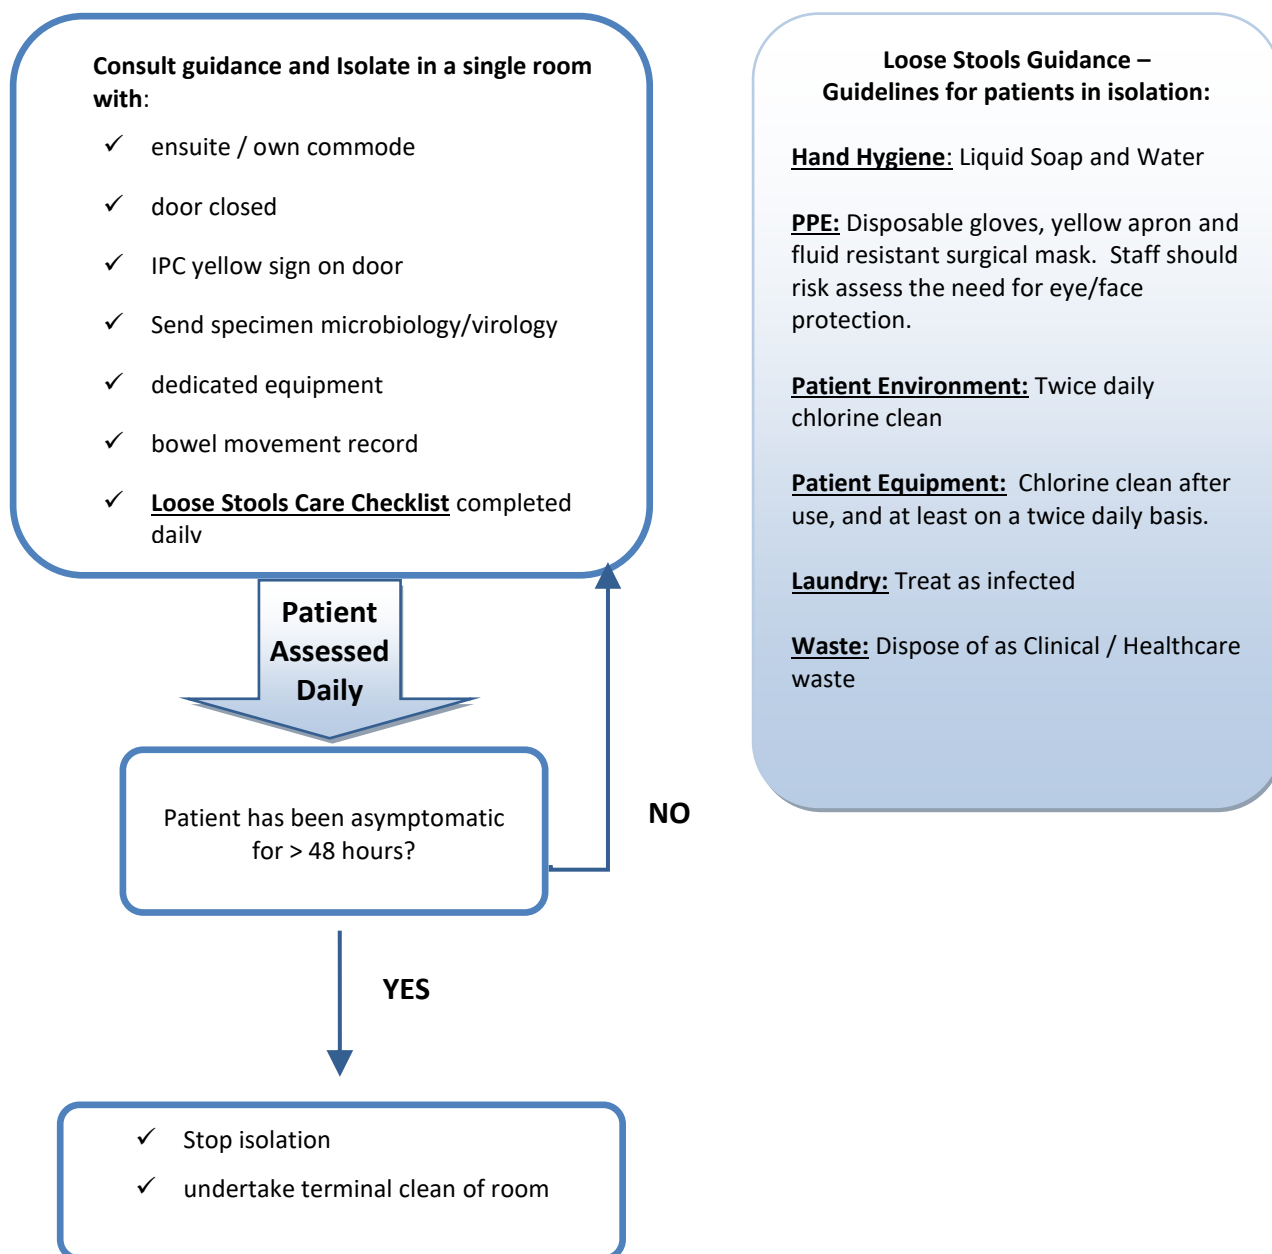 Consult guidance and Isolate in a single room
with:
✓ ensuite / own commode
✓ door closed
✓ IPC yellow sign on door
✓ Send specimen microbiology/virology
✓ dedicated equipment
✓ bowel movement record
✓ Loose Stools Care Checklist completed
daily
Patient
Assessed
Daily
Patient has been asymptomatic
for > 48 hours?
NO
YES
✓ Stop isolation
✓ undertake terminal clean of room
Loose Stools Guidance –
Guidelines for patients in isolation:
Hand Hygiene: Liquid Soap and Water
PPE: Disposable gloves, yellow apron and
fluid resistant surgical mask. Staff should
risk assess the need for eye/face
protection.
Patient Environment: Twice daily
chlorine clean
Patient Equipment: Chlorine clean after
use, and at least on a twice daily basis.
Laundry: Treat as infected
Waste: Dispose of as Clinical / Healthcare
waste